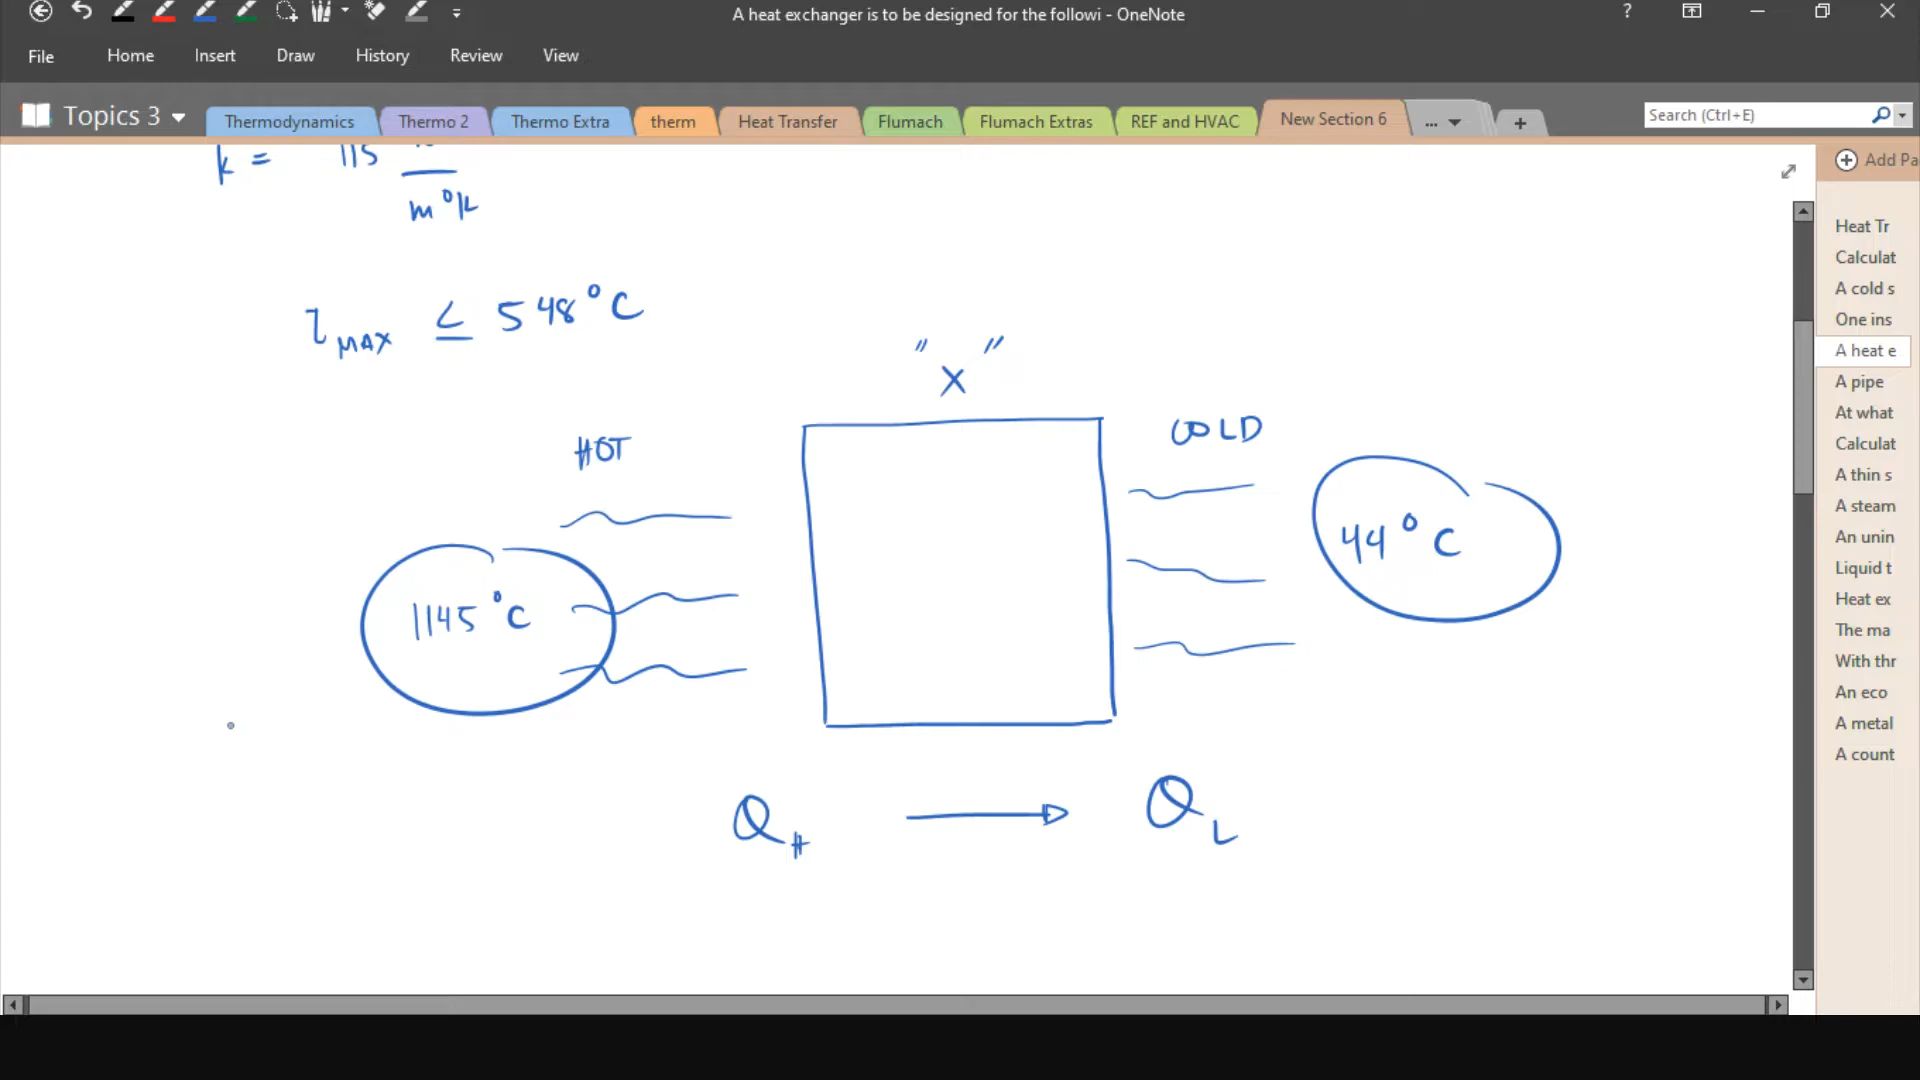 A heat exchanger is to be designed for the followi - OneNote
?
File Home Insert Draw History Review View
Topics 3
Thermodynamics Thermo 2 Thermo Extra therm Heat Transfer Flumach Flumach Extras REF and HVAC New Section 6 ... +
Search (Ctrl+E)
Add Pa
Heat Tr
Calculat
A cold s
One ins
A heat e
A pipe
At what
Calculat
A thin s
A steam
An unin
Liquid t
Heat ex
The ma
With thr
An eco
A metal
A count
k = 115
m°K
MAX ≤ 548°C
"X"
HOT
COLD
1145°C
44°C
Q_H → Q_L